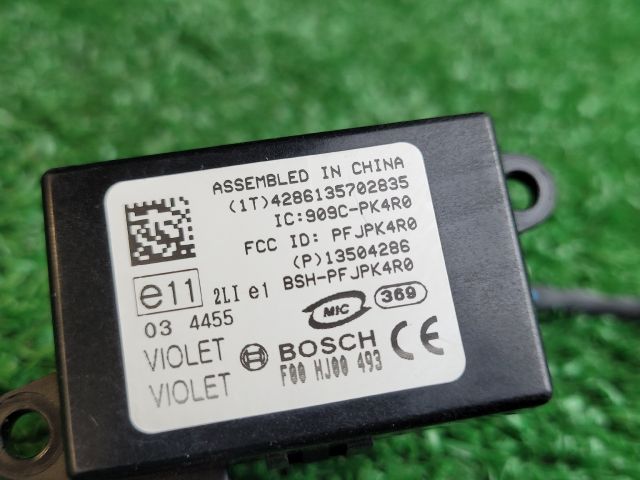 ASSEMBLED IN CHINA
(1T)4286135702835
IC:909C-PK4R0
FCC ID: PFJPK4R0
(P)13504286
BSH-PFJPK4R0
e11 2LI e1
03 4455
MIC 369
VIOLET
VIOLET
BOSCH CE
F00 HJ00 493